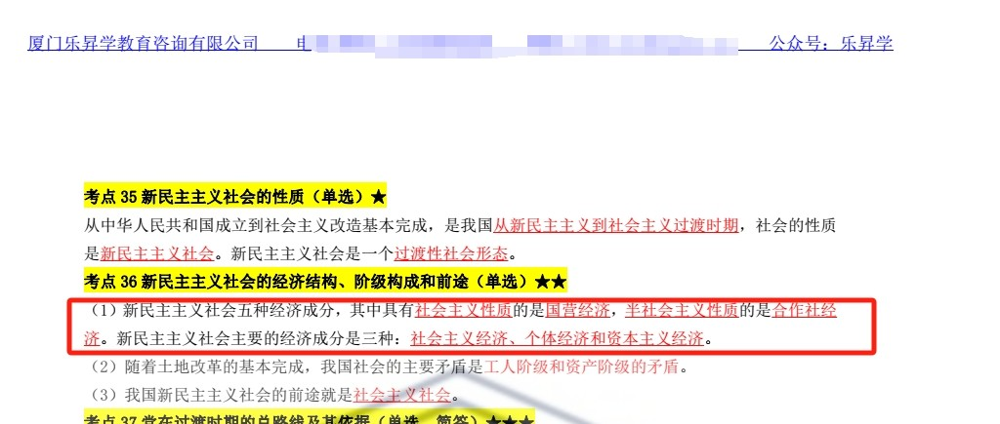 厦门乐昇学教育咨询有限公司 电 公众号：乐昇学
考点 35 新民主主义社会的性质（单选）★
从中华人民共和国成立到社会主义改造基本完成，是我国从新民主主义到社会主义过渡时期，社会的性质
是新民主主义社会。新民主主义社会是一个过渡性社会形态。
考点 36 新民主主义社会的经济结构、阶级构成和前途（单选）★★
（1）新民主主义社会五种经济成分，其中具有社会主义性质的是国营经济，半社会主义性质的是合作社经
济。新民主主义社会主要的经济成分是三种：社会主义经济、个体经济和资本主义经济。
（2）随着土地改革的基本完成，我国社会的主要矛盾是工人阶级和资产阶级的矛盾。
（3）我国新民主主义社会的前途就是社会主义社会。
考点 37 党在过渡时期的总路线及其依据（单选、简答）★★★